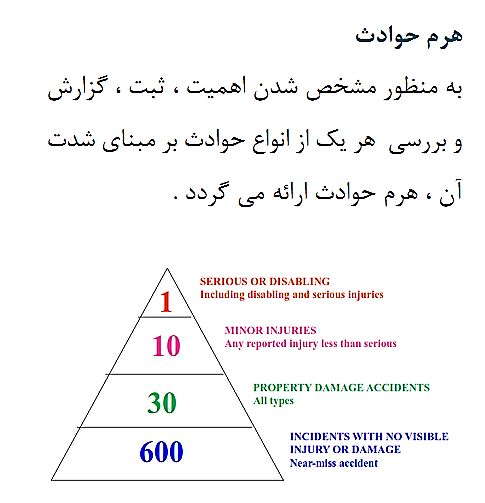 هرم حوادث
به منظور مشخص شدن اهمیت ، ثبت ، گزارش
و بررسی هر یک از انواع حوادث بر مبنای شدت
آن ، هرم حوادث ارائه می گردد .
1
SERIOUS OR DISABLING
Including disabling and serious injuries
10
MINOR INJURIES
Any reported injury less than serious
30
PROPERTY DAMAGE ACCIDENTS
All types
600
INCIDENTS WITH NO VISIBLE
INJURY OR DAMAGE
Near-miss accident